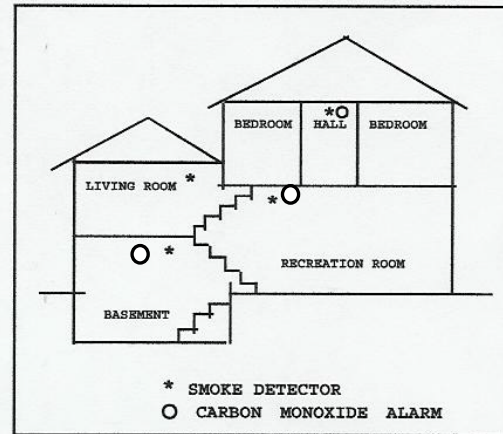 BEDROOM HALL BEDROOM
* O
LIVING ROOM *
* O
O *
RECREATION ROOM
BASEMENT
* SMOKE DETECTOR
O CARBON MONOXIDE ALARM